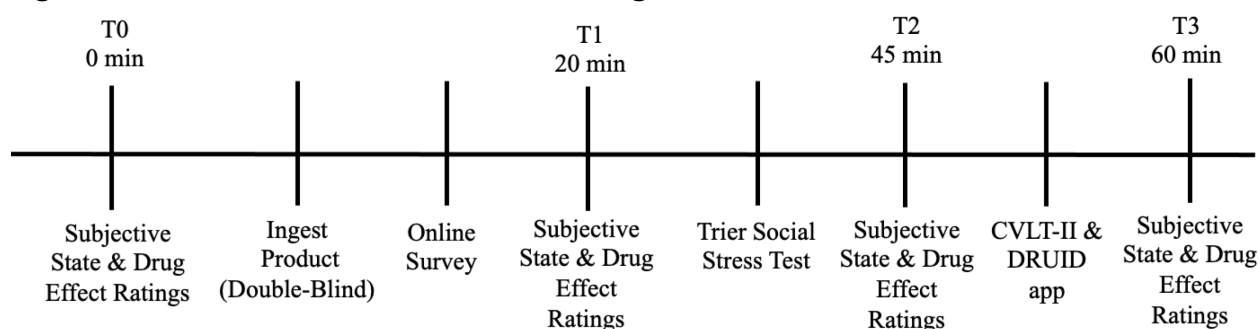 T0
0 min
T1
20 min
T2
45 min
T3
60 min
Subjective
State & Drug
Effect Ratings
Ingest
Product
(Double-Blind)
Online
Survey
Subjective
State & Drug
Effect
Ratings
Trier Social
Stress Test
Subjective
State & Drug
Effect
Ratings
CVLT-II &
DRUID
app
Subjective
State & Drug
Effect
Ratings